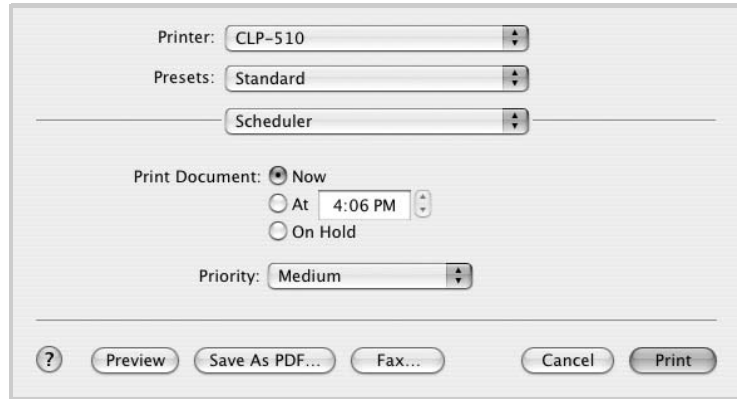 Printer: CLP-510
Presets: Standard
Scheduler
Print Document: Now
At 4:06 PM
On Hold
Priority: Medium
? Preview Save As PDF... Fax... Cancel Print